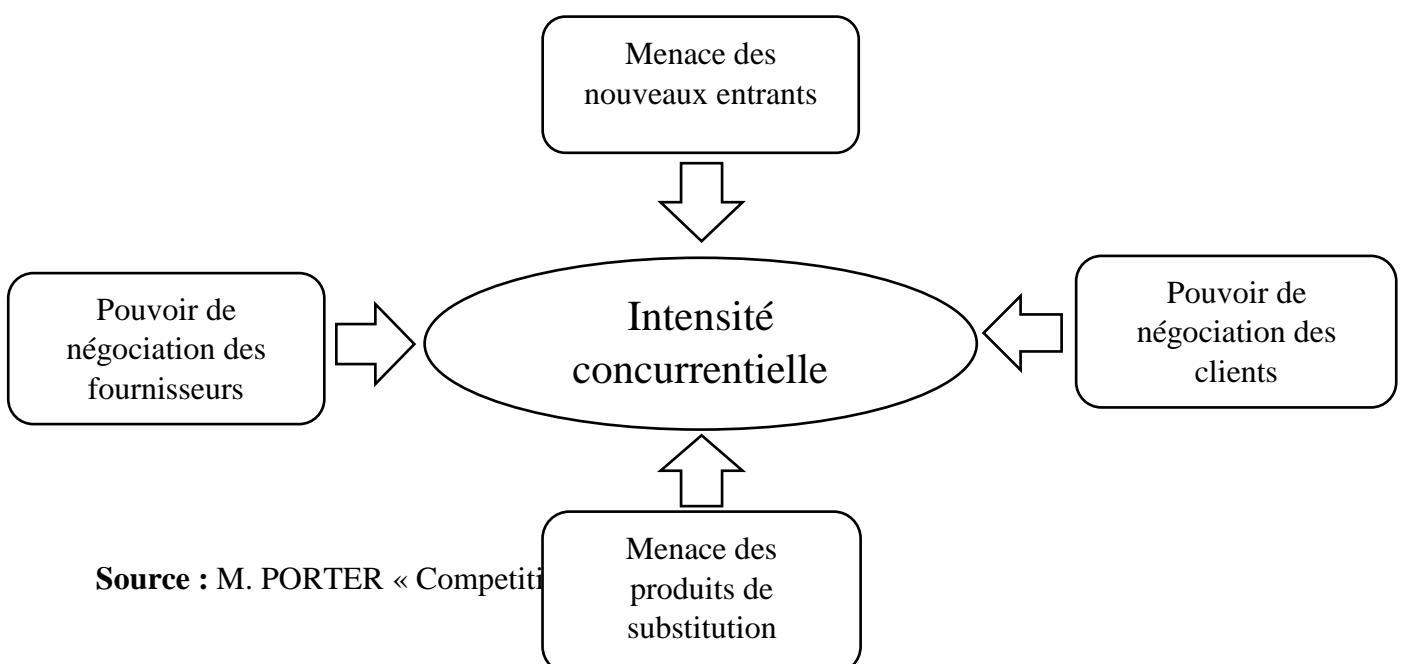 Menace des
nouveaux entrants
Pouvoir de
négociation des
fournisseurs
Intensité
concurrentielle
Pouvoir de
négociation des
clients
Menace des
produits de
substitution
Source : M. PORTER «